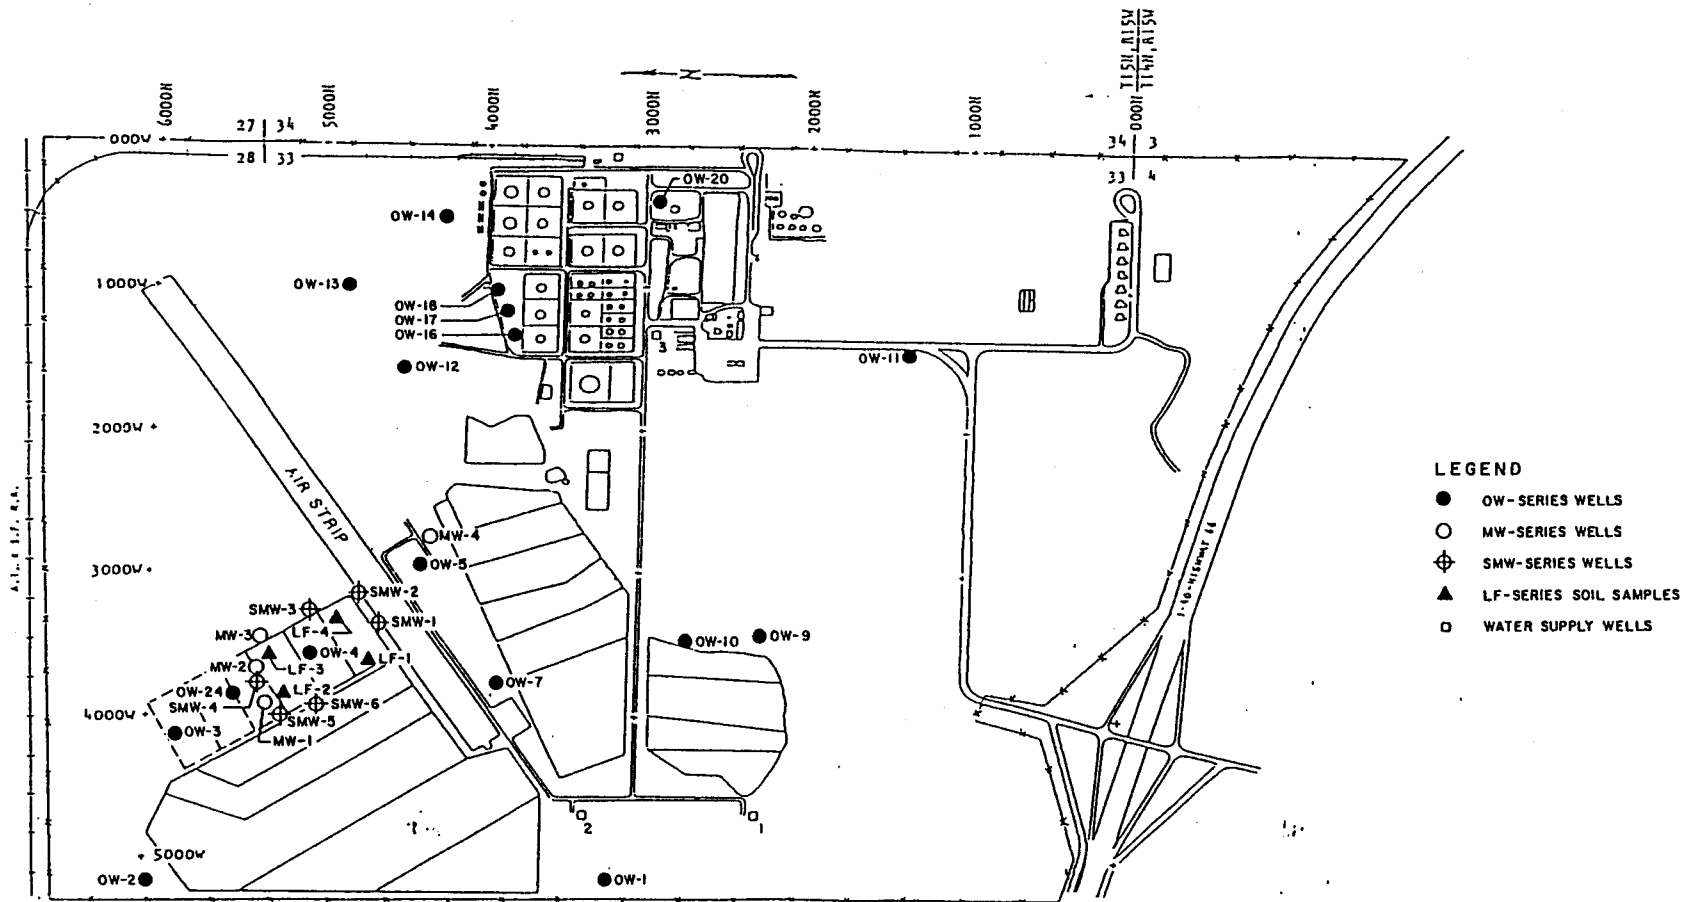 T15N, R15W
T14N, R15W
N
6000N
5000N
4000N
3000N
2000N
1000N
000N
27 34
28 33
34 3
33 4
000W
1000W
2000W
3000W
4000W
5000W
OW-20
OW-14
OW-13
OW-18
OW-17
OW-16
OW-12
3
OW-11
AIR STRIP
MW-4
OW-5
SMW-2
SMW-3
SMW-1
MW-3
LF-4
OW-4
LF-1
MW-2
LF-3
OW-24
LF-2
SMW-4
SMW-6
SMW-5
OW-3
MW-1
OW-7
OW-10
OW-9
2
1
OW-2
OW-1
I-40-HIGHWAY 66
LEGEND
OW-SERIES WELLS
MW-SERIES WELLS
SMW-SERIES WELLS
LF-SERIES SOIL SAMPLES
WATER SUPPLY WELLS